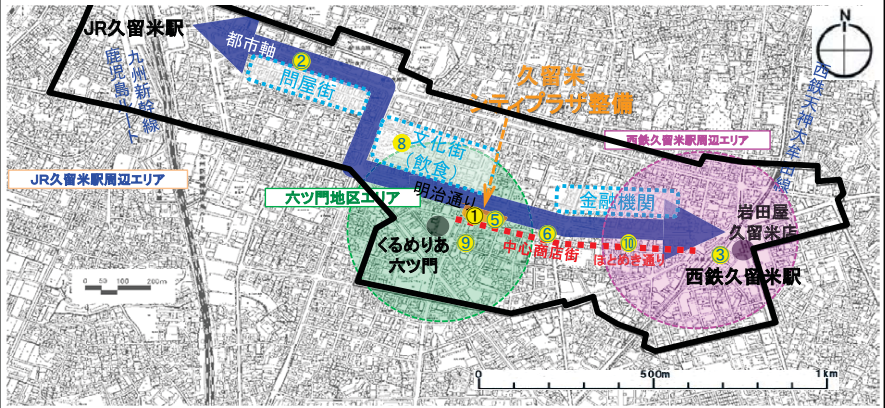 JR久留米駅
都市軸
②
問屋街
九州新幹線
鹿児島ルート
久留米
シティプラザ整備
N
西鉄天神大牟田線
西鉄久留米駅周辺エリア
⑧
文化街
(飲食)
JR久留米駅周辺エリア
六ツ門地区エリア
明治通り
金融機関
①
⑤
⑥
⑨
⑩
③
岩田屋
久留米店
くるめりあ
六ツ門
中心商店街
ほとめき通り
西鉄久留米駅
0 50 100 200m
0 500m 1km